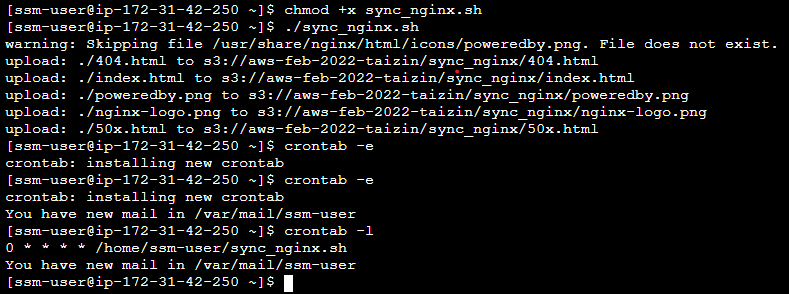 [ssm-user@ip-172-31-42-250 ~]$ chmod +x sync_nginx.sh
[ssm-user@ip-172-31-42-250 ~]$ ./sync_nginx.sh
warning: Skipping file /usr/share/nginx/html/icons/poweredby.png. File does not exist.
upload: ./404.html to s3://aws-feb-2022-taizin/sync_nginx/404.html
upload: ./index.html to s3://aws-feb-2022-taizin/sync_nginx/index.html
upload: ./poweredby.png to s3://aws-feb-2022-taizin/sync_nginx/poweredby.png
upload: ./nginx-logo.png to s3://aws-feb-2022-taizin/sync_nginx/nginx-logo.png
upload: ./50x.html to s3://aws-feb-2022-taizin/sync_nginx/50x.html
[ssm-user@ip-172-31-42-250 ~]$ crontab -e
crontab: installing new crontab
[ssm-user@ip-172-31-42-250 ~]$ crontab -e
crontab: installing new crontab
You have new mail in /var/mail/ssm-user
[ssm-user@ip-172-31-42-250 ~]$ crontab -l
0 * * * * /home/ssm-user/sync_nginx.sh
You have new mail in /var/mail/ssm-user
[ssm-user@ip-172-31-42-250 ~]$